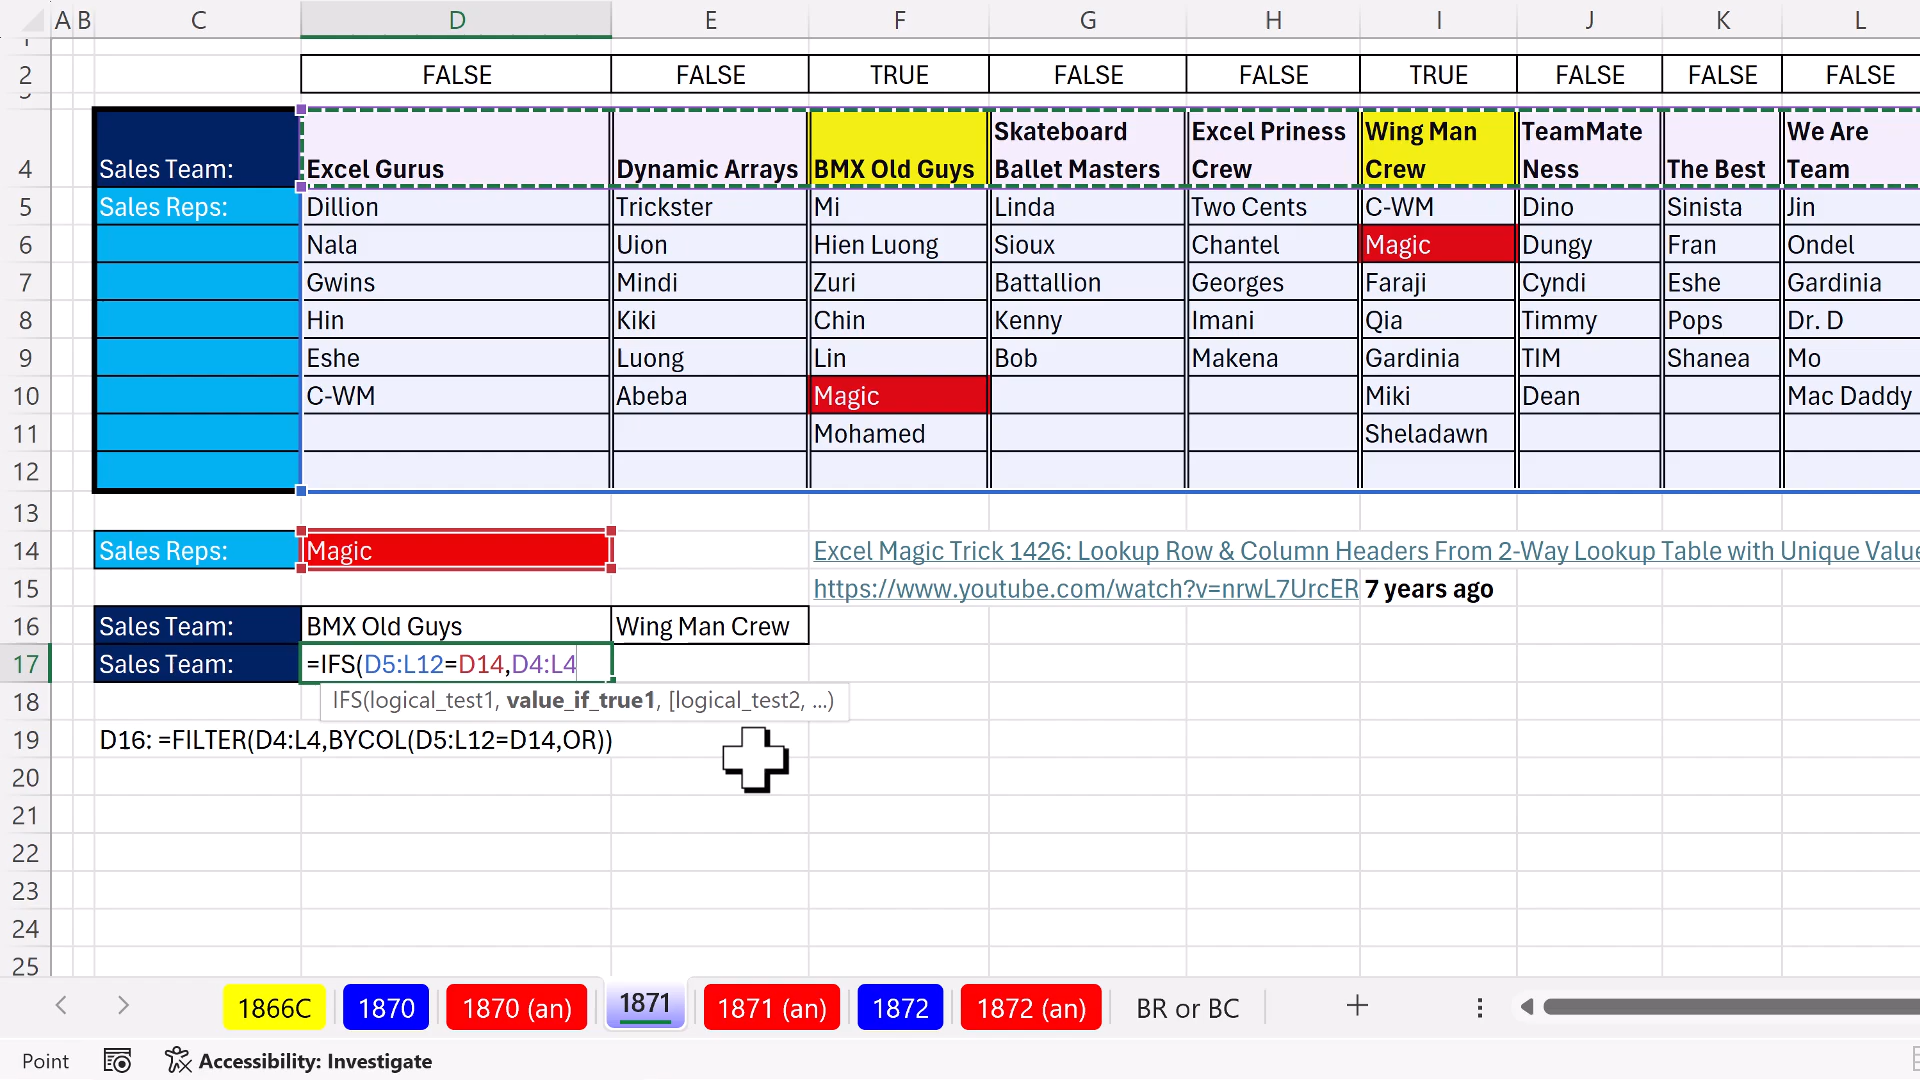 A B C D E F G H I J K L
2 FALSE FALSE TRUE FALSE FALSE TRUE FALSE FALSE FALSE
Skateboard Excel Priness Wing Man TeamMate We Are
4 Sales Team: Excel Gurus Dynamic Arrays BMX Old Guys Ballet Masters Crew Crew Ness The Best Team
5 Sales Reps: Dillion Trickster Mi Linda Two Cents C-WM Dino Sinista Jin
6 Nala Uion Hien Luong Sioux Chantel Magic Dungy Fran Ondel
7 Gwins Mindi Zuri Battallion Georges Faraji Cyndi Eshe Gardinia
8 Hin Kiki Chin Kenny Imani Qia Timmy Pops Dr. D
9 Eshe Luong Lin Bob Makena Gardinia TIM Shanea Mo
10 C-WM Abeba Magic Miki Dean Mac Daddy
11 Mohamed Sheladawn
12
13
14 Sales Reps: Magic Excel Magic Trick 1426: Lookup Row & Column Headers From 2-Way Lookup Table with Unique Value
15 https://www.youtube.com/watch?v=nrwL7UrcER 7 years ago
16 Sales Team: BMX Old Guys Wing Man Crew
17 Sales Team: =IFS(D5:L12=D14,D4:L4
18 IFS(logical_test1, value_if_true1, [logical_test2, ...)
19 D16: =FILTER(D4:L4,BYCOL(D5:L12=D14,OR))
20
21
22
23
24
25
1866C 1870 1870 (an) 1871 1871 (an) 1872 1872 (an) BR or BC
Point Accessibility: Investigate